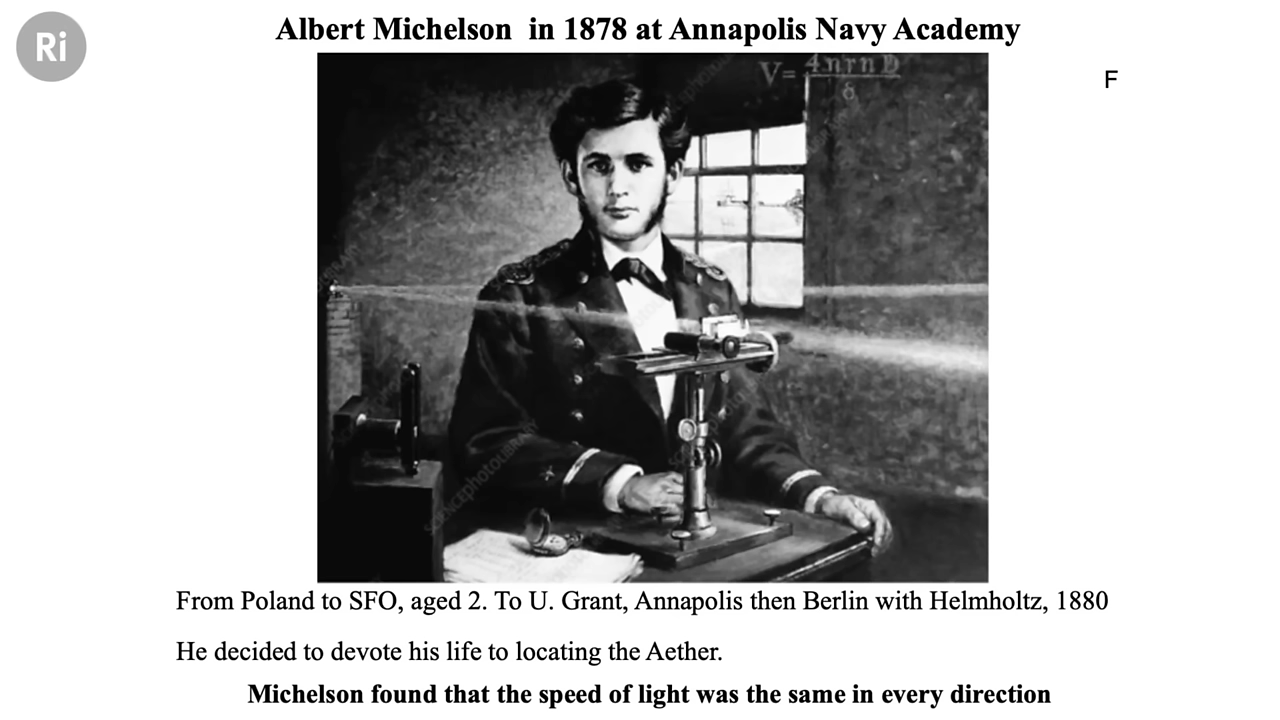 Ri
Albert Michelson in 1878 at Annapolis Navy Academy
F
From Poland to SFO, aged 2. To U. Grant, Annapolis then Berlin with Helmholtz, 1880
He decided to devote his life to locating the Aether.
Michelson found that the speed of light was the same in every direction